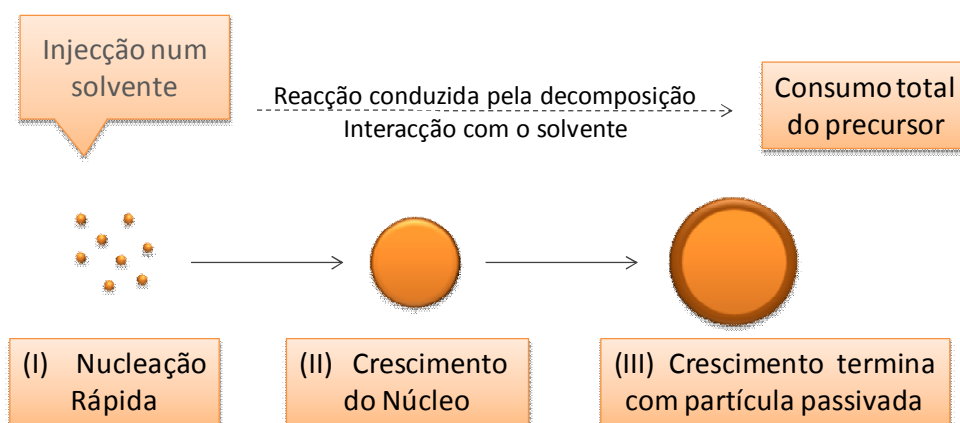 Injecção num
solvente
Reacção conduzida pela decomposição
Interacção com o solvente
Consumo total
do precursor
(I) Nucleação
Rápida
(II) Crescimento
do Núcleo
(III) Crescimento termina
com partícula passivada